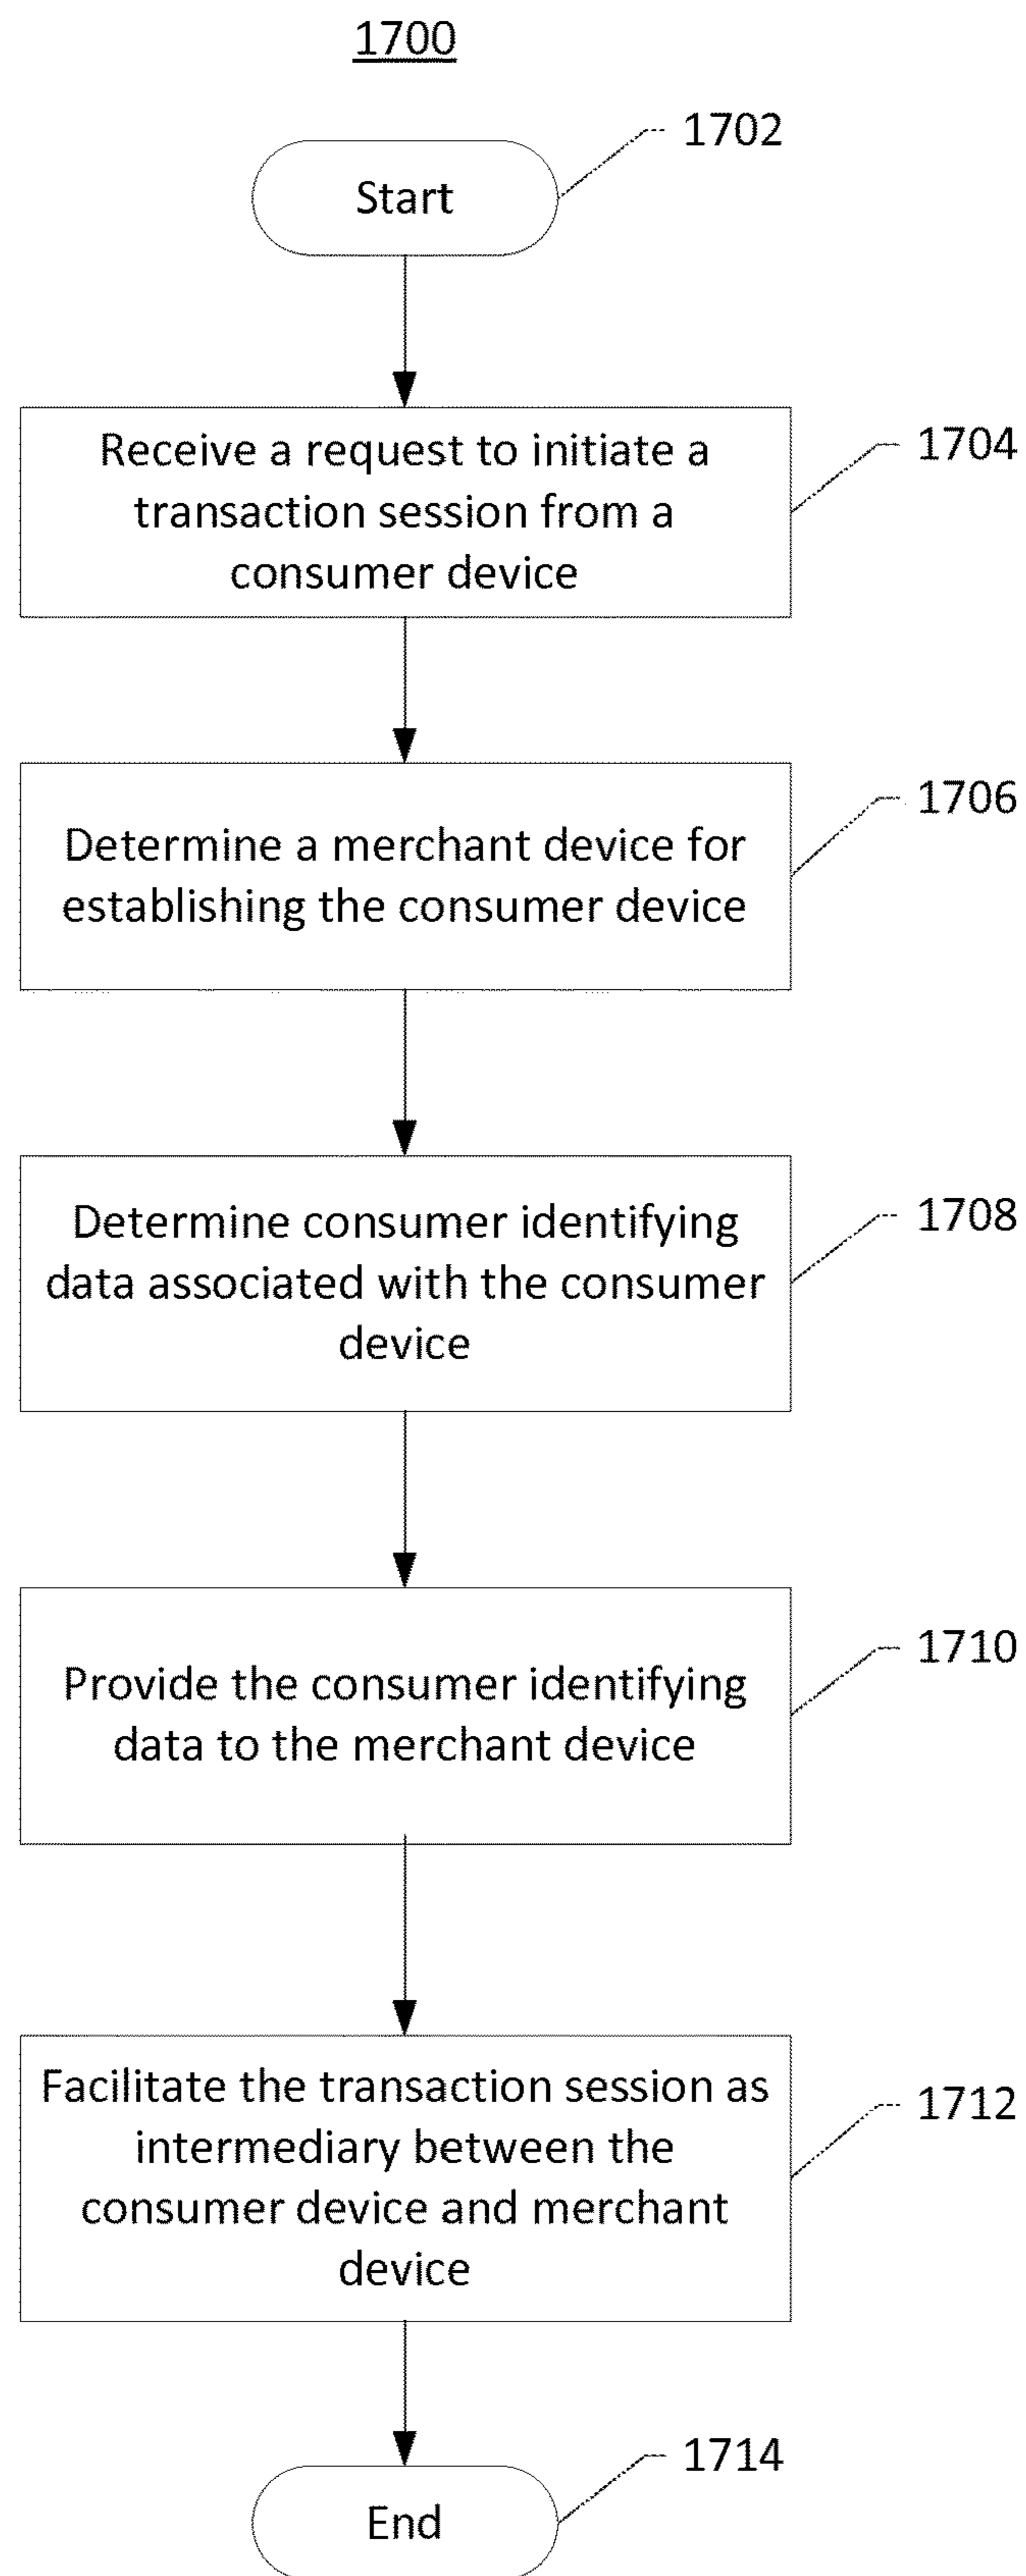 1700
1702
Start
Receive a request to initiate a
transaction session from a
consumer device
1704
Determine a merchant device for
establishing the consumer device
1706
Determine consumer identifying
data associated with the consumer
device
1708
Provide the consumer identifying
data to the merchant device
1710
Facilitate the transaction session as
intermediary between the
consumer device and merchant
device
1712
1714
End